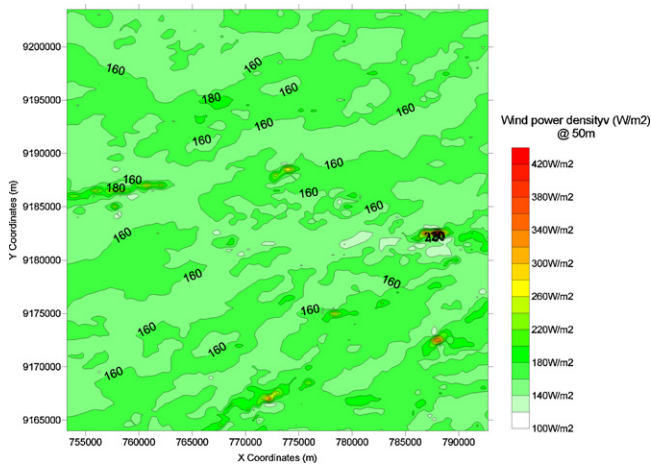 9200000
9195000
9190000
9185000
9180000
9175000
9170000
9165000
Y Coordinates (m)
755000 760000 765000 770000 775000 780000 785000 790000
X Coordinates (m)
160
160
180
160
160
160
160
160
160
180
160
160
160
160
160
160
160
160
160
160
Wind power densityv (W/m2)
@ 50m
420W/m2
380W/m2
340W/m2
300W/m2
260W/m2
220W/m2
180W/m2
140W/m2
100W/m2